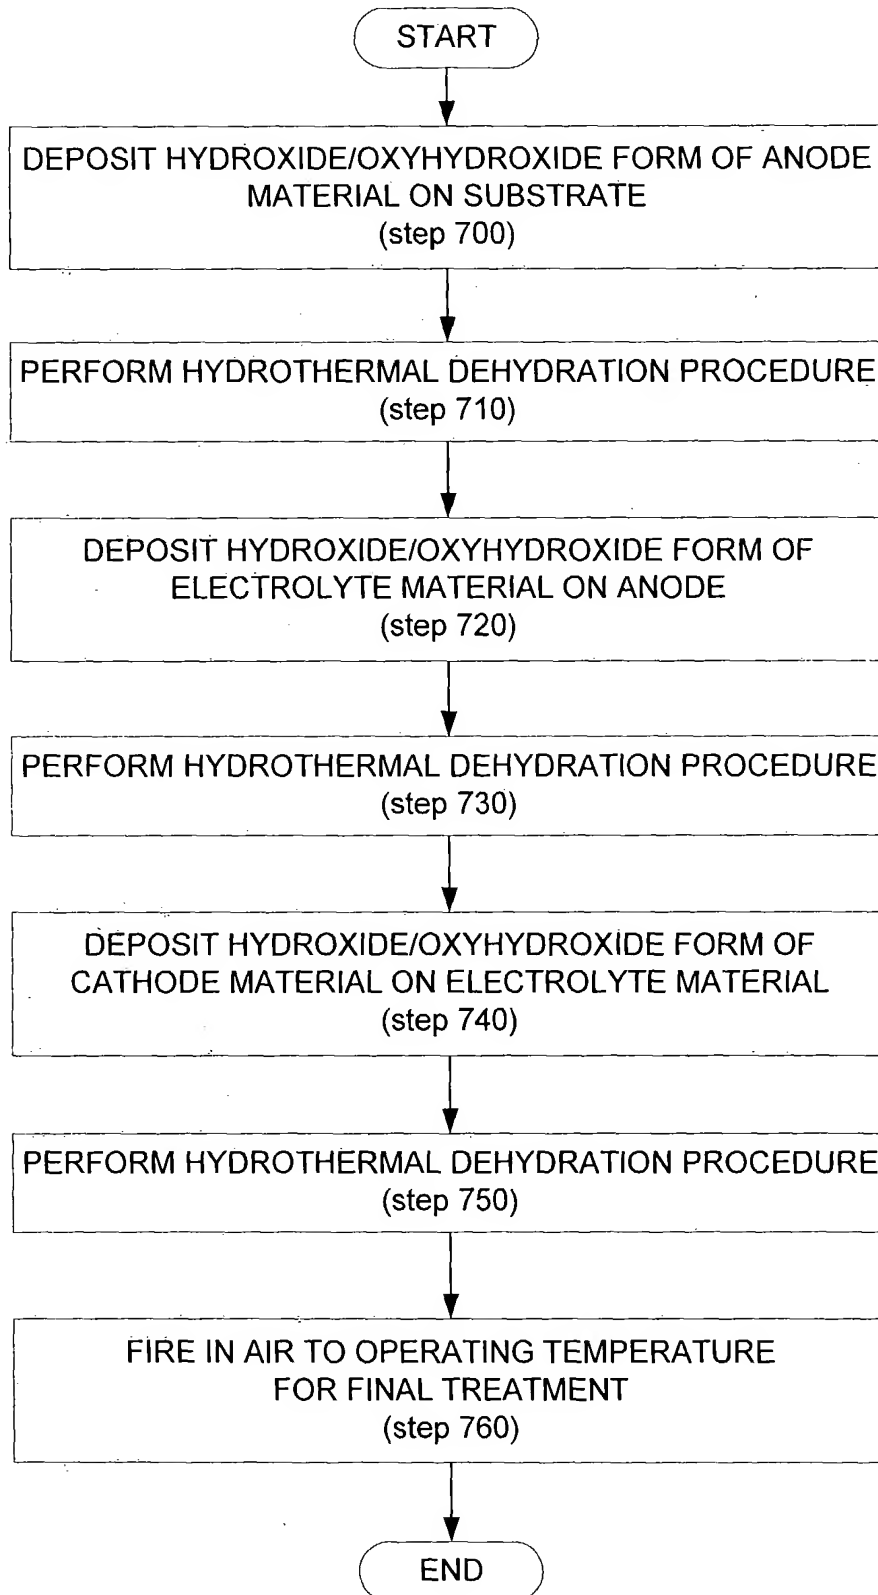 START
DEPOSIT HYDROXIDE/OXYHYDROXIDE FORM OF ANODE
MATERIAL ON SUBSTRATE
(step 700)
PERFORM HYDROTHERMAL DEHYDRATION PROCEDURE
(step 710)
DEPOSIT HYDROXIDE/OXYHYDROXIDE FORM OF
ELECTROLYTE MATERIAL ON ANODE
(step 720)
PERFORM HYDROTHERMAL DEHYDRATION PROCEDURE
(step 730)
DEPOSIT HYDROXIDE/OXYHYDROXIDE FORM OF
CATHODE MATERIAL ON ELECTROLYTE MATERIAL
(step 740)
PERFORM HYDROTHERMAL DEHYDRATION PROCEDURE
(step 750)
FIRE IN AIR TO OPERATING TEMPERATURE
FOR FINAL TREATMENT
(step 760)
END